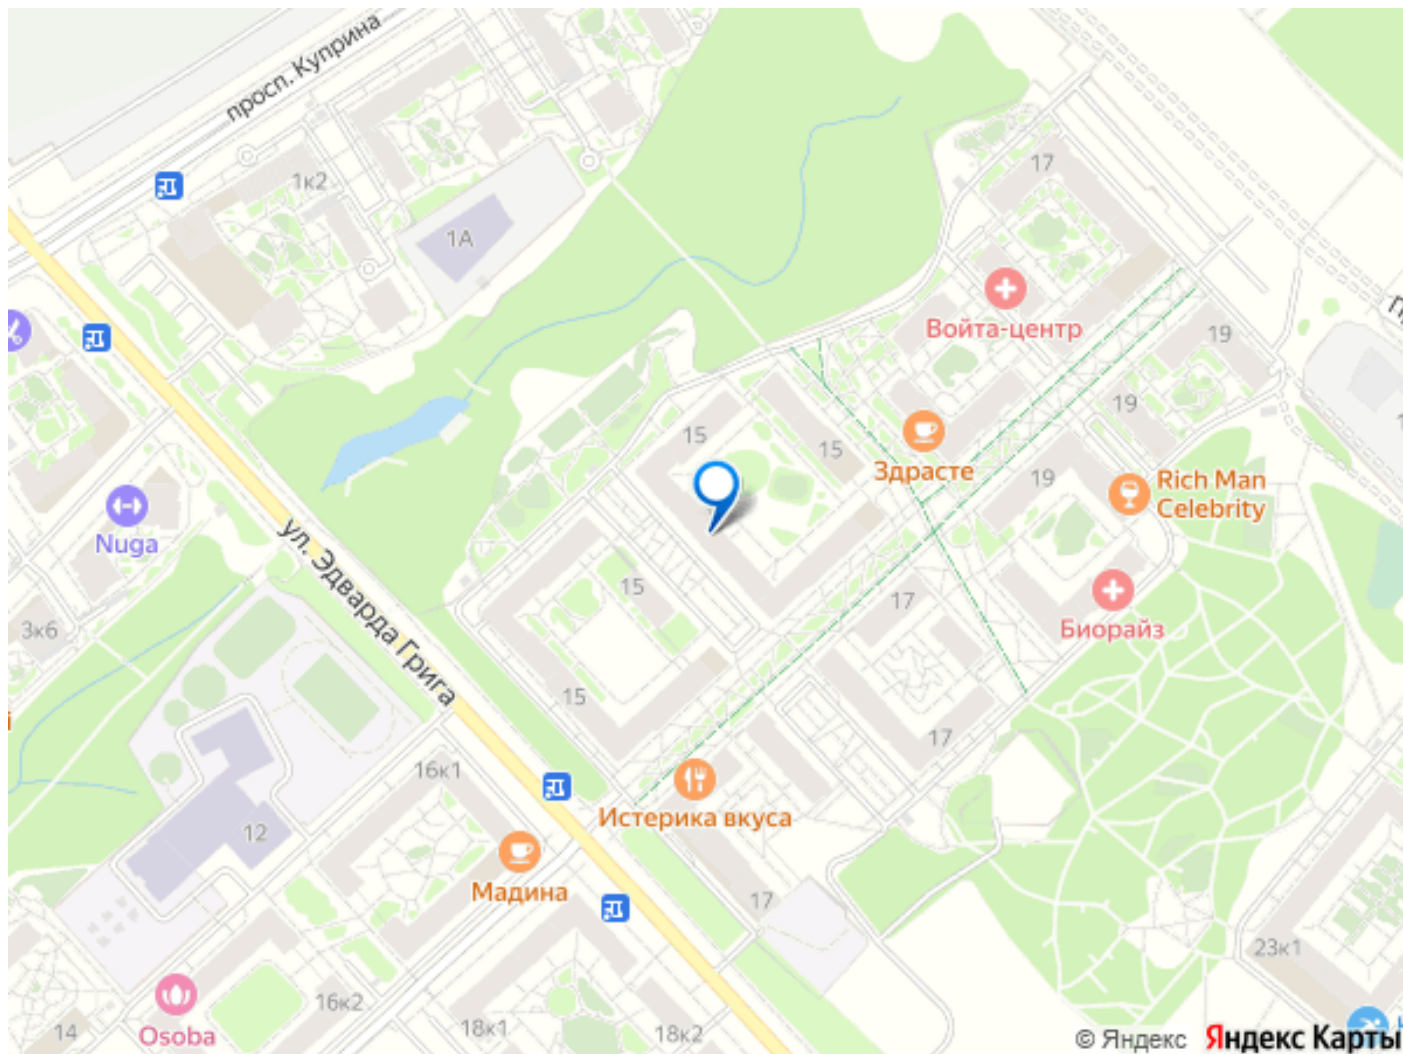 просп. Куприна
1к2
1А
17
Войта-центр
19
19
15
15
Здрасте
19
Rich Man
Celebrity
Nuga
ул. Эдварда Грига
15
17
Биорайз
3к6
15
17
16к1
Истерика вкуса
12
Мадина
17
23к1
16к2
14
Osoba
18к1
18к2
© Яндекс Яндекс Карты